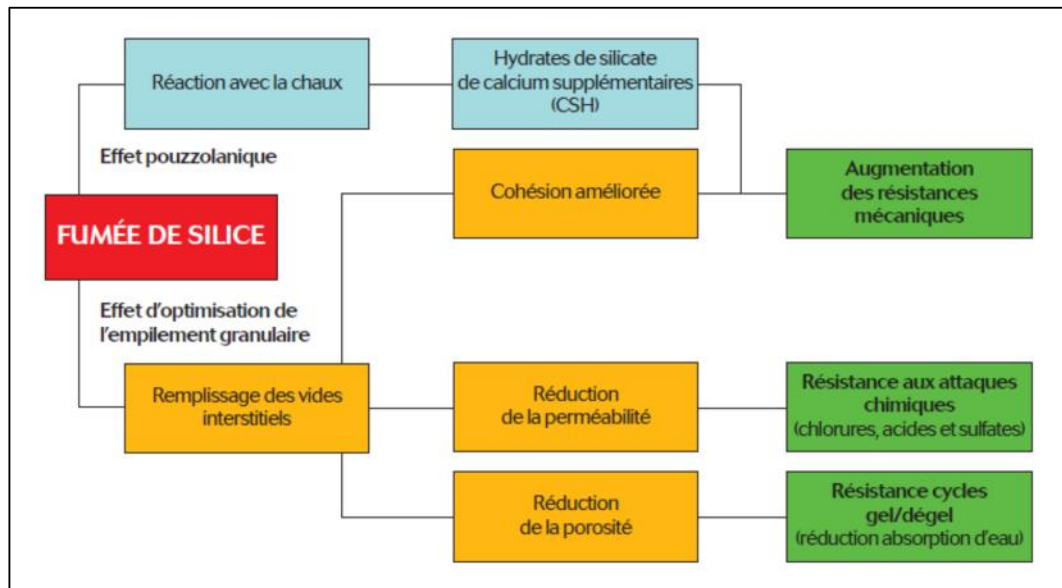 Réaction avec la chaux
Hydrates de silicate
de calcium supplémentaires
(CSH)
Effet pouzzolanique
Cohésion améliorée
Augmentation
des résistances
mécaniques
FUMÉE DE SILICE
Effet d'optimisation de
l'empilement granulaire
Remplissage des vides
interstitiels
Réduction
de la perméabilité
Résistance aux attaques
chimiques
(chlorures, acides et sulfates)
Réduction
de la porosité
Résistance cycles
gel/dégel
(réduction absorption d'eau)